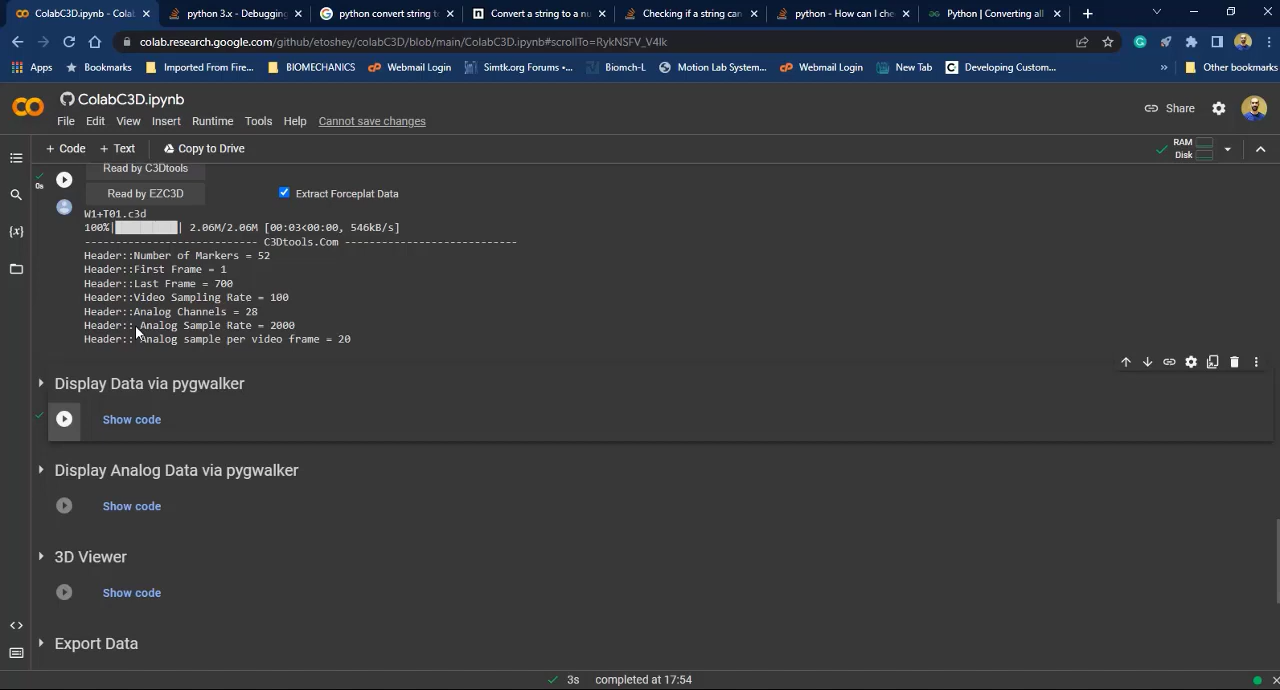 ColabC3D.ipynb - Colab
python 3.x - Debugging
python convert string to
Convert a string to a nu
Checking if a string can
python - How can I che
Python | Converting all
colab.research.google.com/github/etoshey/colabC3D/blob/main/ColabC3D.ipynb#scrollTo=RykNSFV_V4lk
Apps
Bookmarks
Imported From Fire...
BIOMECHANICS
Webmail Login
Simtk.org Forums •...
Biomch-L
Motion Lab System...
Webmail Login
New Tab
Developing Custom...
»
Other bookmarks
ColabC3D.ipynb
Share
File Edit View Insert Runtime Tools Help Cannot save changes
+ Code + Text Copy to Drive
RAM
Disk
Read by C3Dtools
0s
Read by EZC3D
Extract Forceplat Data
W1+T01.c3d
100%|██████████| 2.06M/2.06M [00:03<00:00, 546kB/s]
---------------------------- C3Dtools.Com ----------------------------
Header::Number of Markers = 52
Header::First Frame = 1
Header::Last Frame = 700
Header::Video Sampling Rate = 100
Header::Analog Channels = 28
Header:: Analog Sample Rate = 2000
Header:: Analog sample per video frame = 20
Display Data via pygwalker
Show code
Display Analog Data via pygwalker
Show code
3D Viewer
Show code
Export Data
3s completed at 17:54